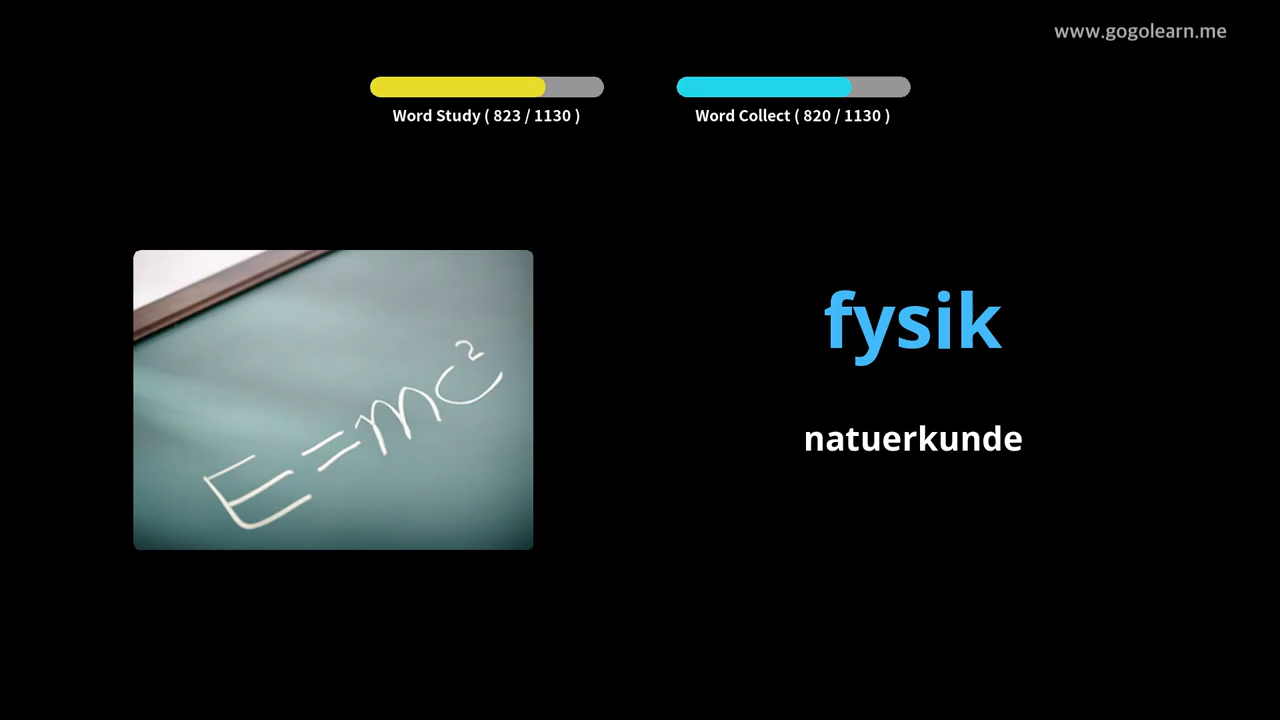 www.gogolearn.me
Word Study ( 823 / 1130 )
Word Collect ( 820 / 1130 )
E=mc²
fysik
natuerkunde